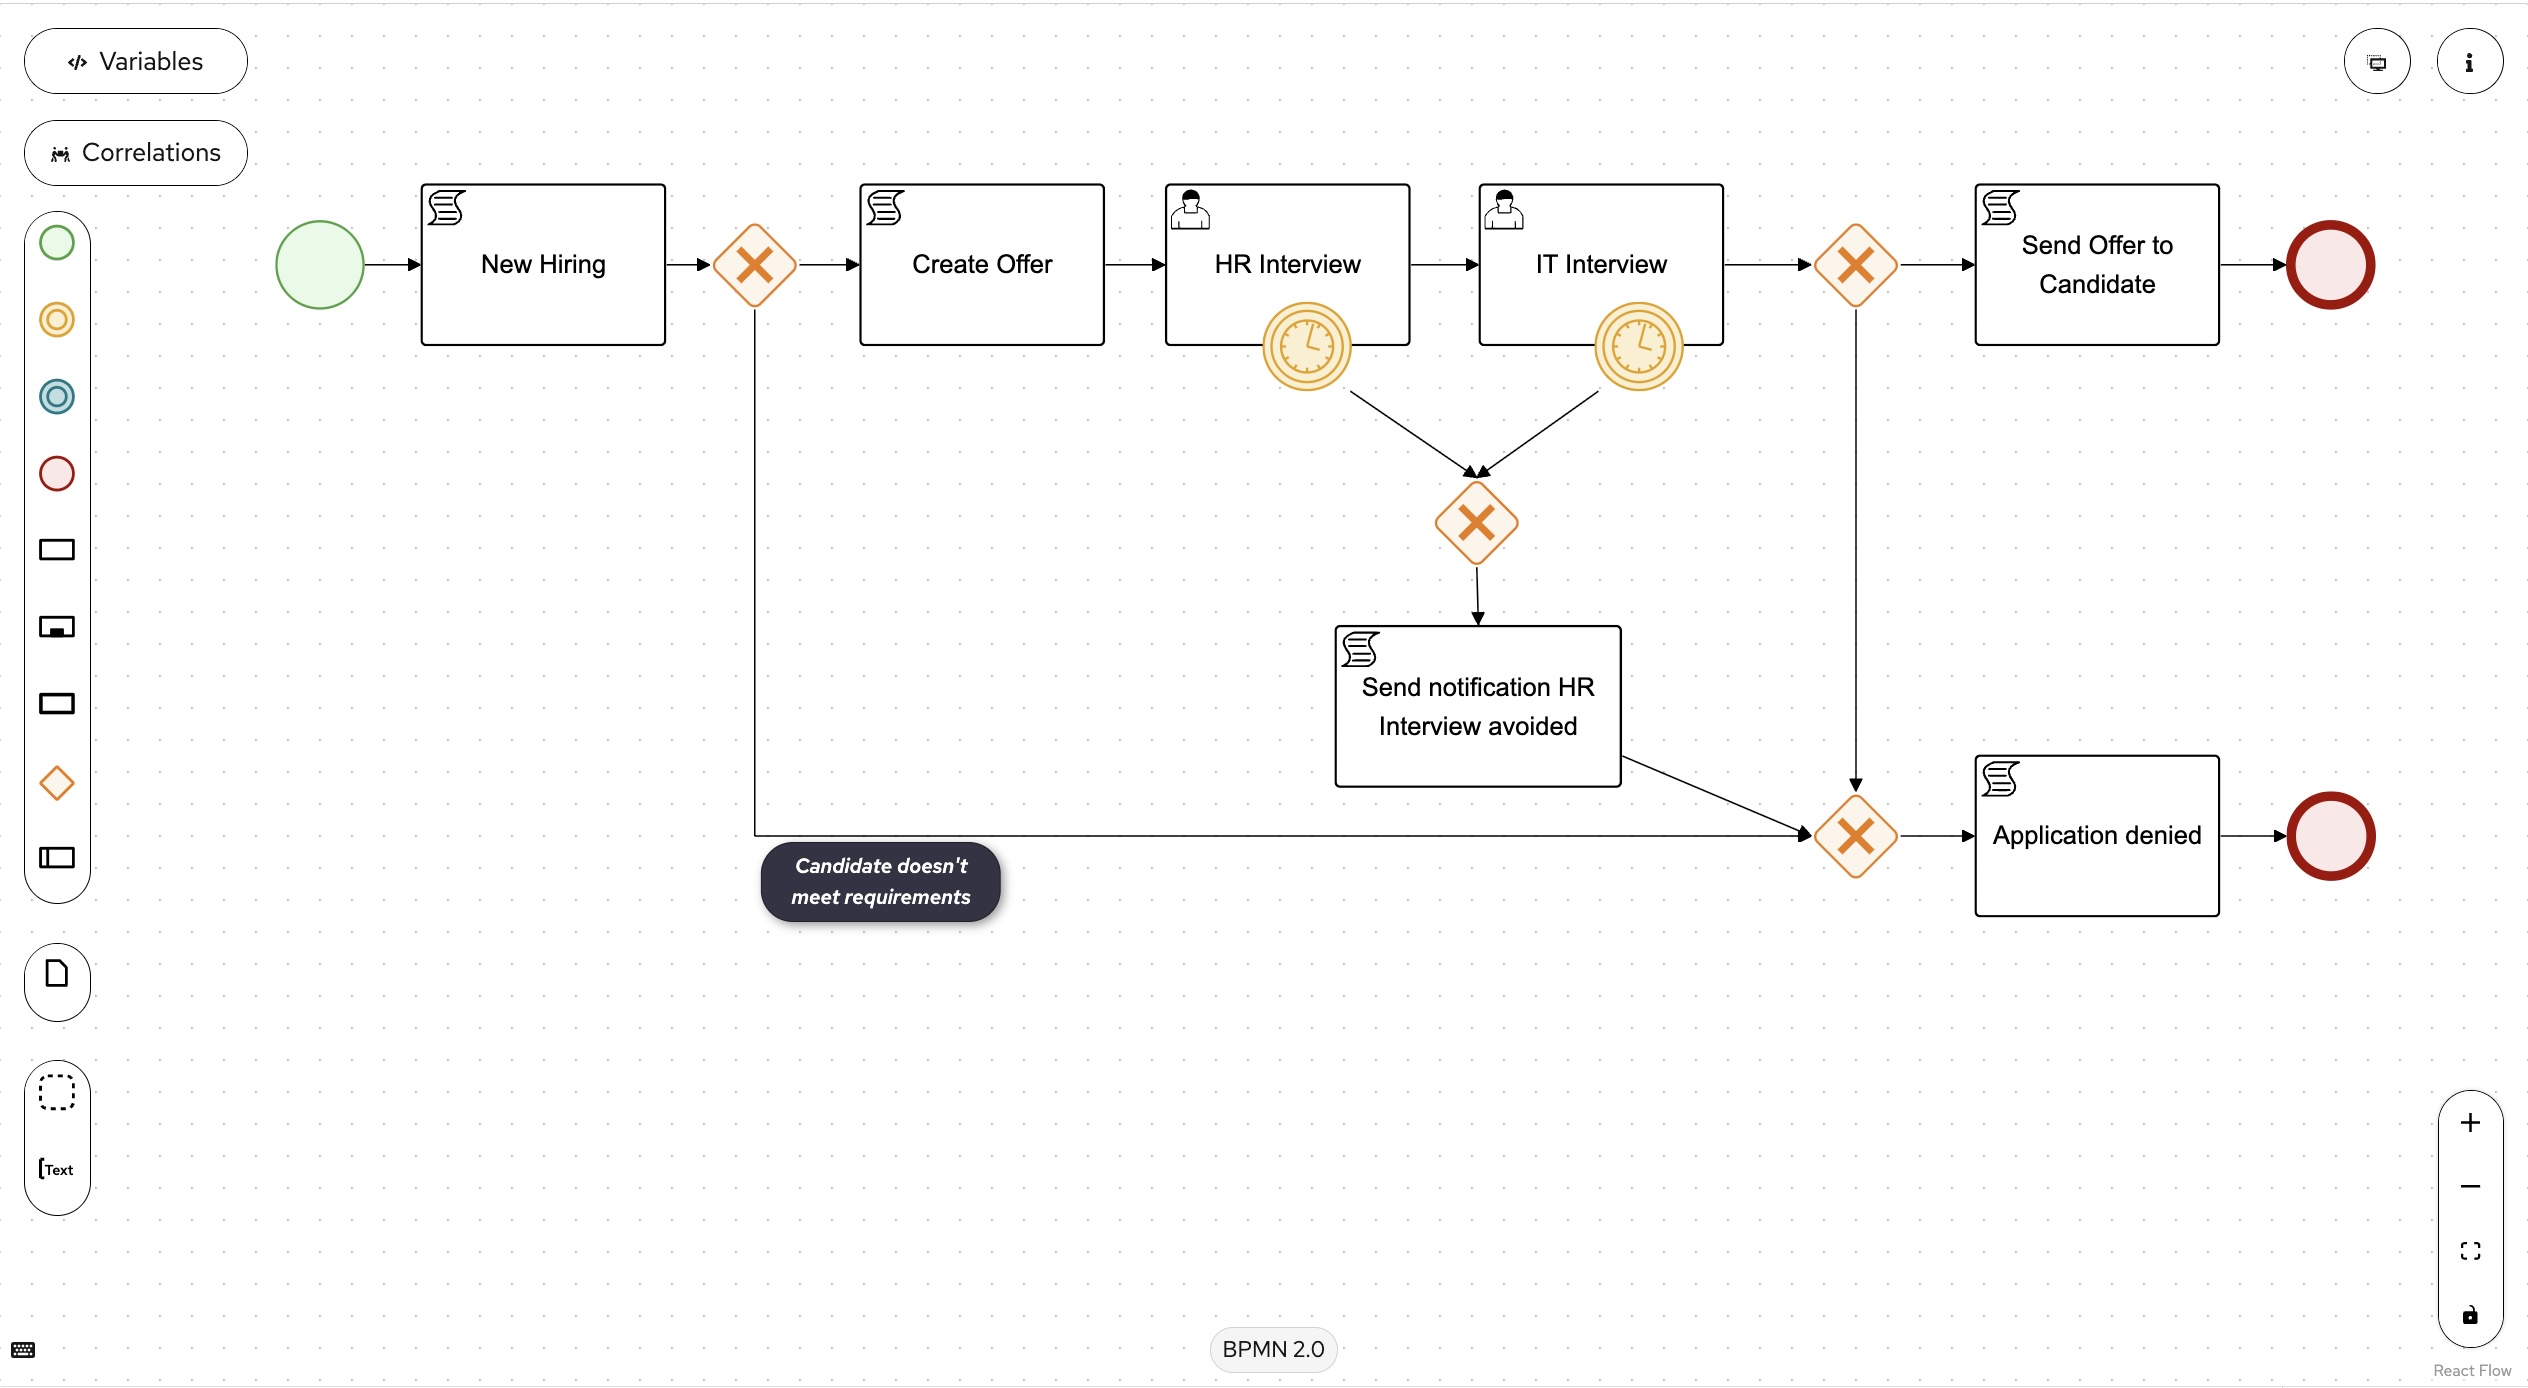 Variables
Correlations
New Hiring
Create Offer
HR Interview
IT Interview
Send Offer to
Candidate
Send notification HR
Interview avoided
Application denied
Candidate doesn't
meet requirements
Text
BPMN 2.0
React Flow